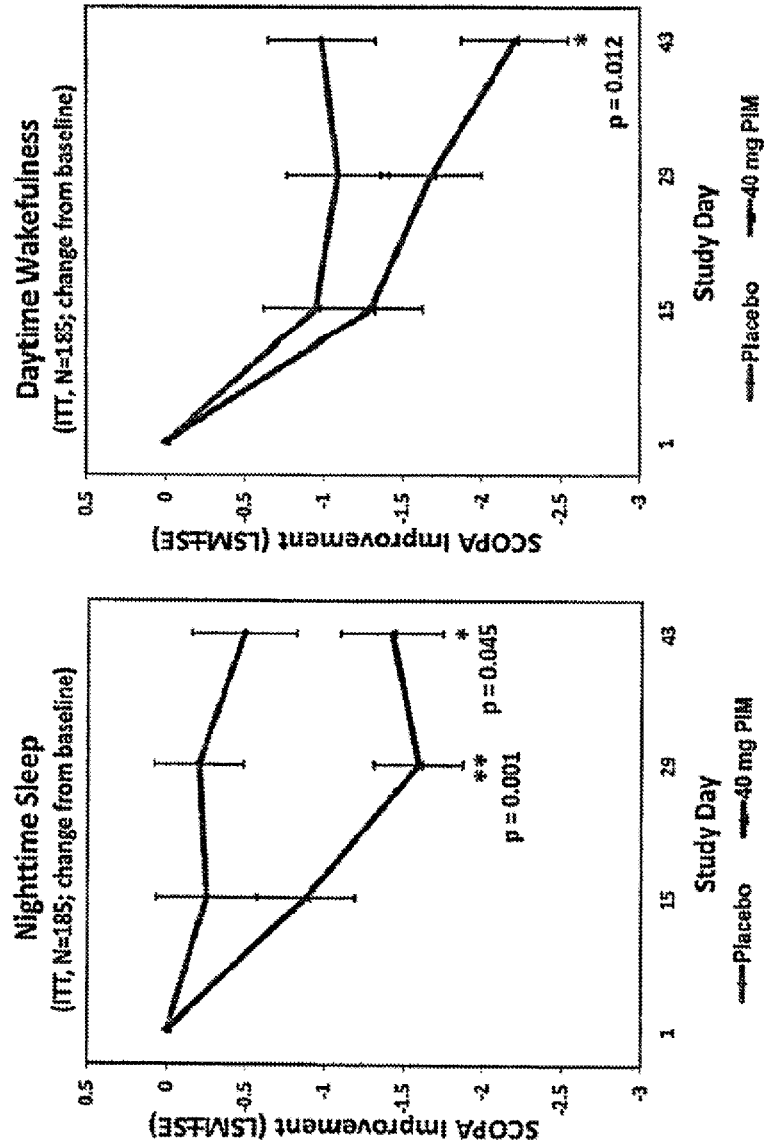 Nighttime Sleep
(ITT, N=185; change from baseline)
SCOPA Improvement (LSM±SE)
0.5
0
-0.5
-1
-1.5
-2
-2.5
-3
**
p = 0.001
*
p = 0.045
1
15
29
43
Study Day
Placebo
40 mg PIM
Daytime Wakefulness
(ITT, N=185; change from baseline)
SCOPA Improvement (LSM±SE)
0.5
0
-0.5
-1
-1.5
-2
-2.5
-3
*
p = 0.012
1
15
29
43
Study Day
Placebo
40 mg PIM